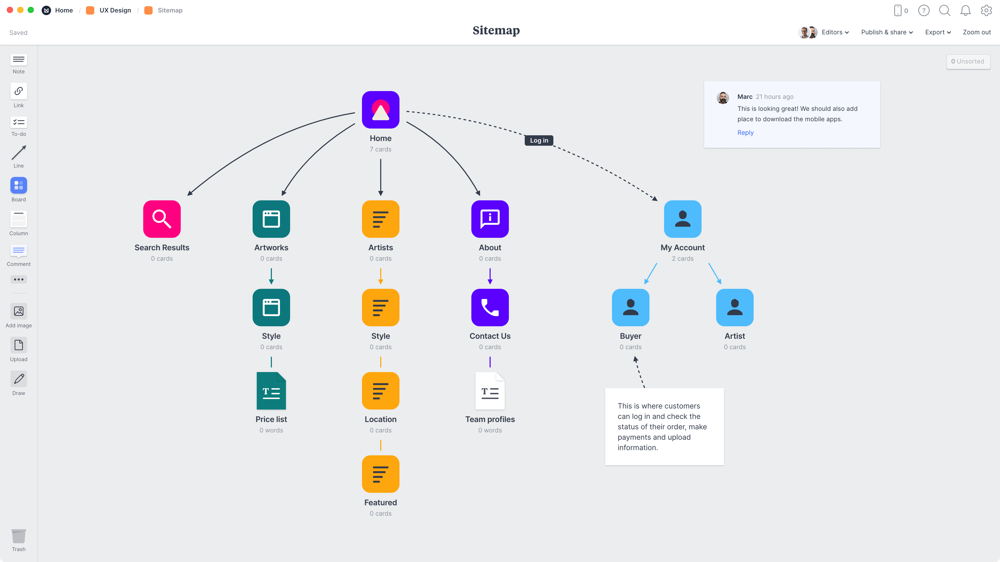 Home / UX Design / Sitemap
0
Saved
Sitemap
Editors
Publish & share
Export
Zoom out
Note
Link
To-do
Line
Board
Column
Comment
Add image
Upload
Draw
Trash
0 Unsorted
Marc 21 hours ago
This is looking great! We should also add
place to download the mobile apps.
Reply
Home
7 cards
Log in
Search Results
0 cards
Artworks
0 cards
Artists
0 cards
About
0 cards
My Account
2 cards
Style
0 cards
Style
0 cards
Contact Us
0 cards
Buyer
0 cards
Artist
0 cards
T
Price list
0 words
Location
0 cards
T
Team profiles
0 words
This is where customers
can log in and check the
status of their order, make
payments and upload
information.
Featured
0 cards